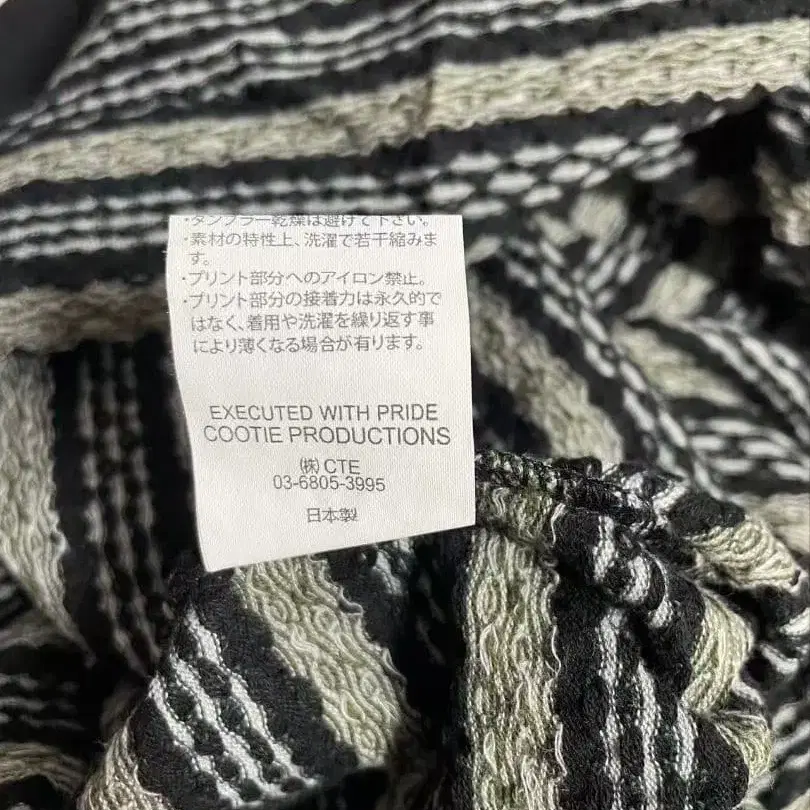 ・タンブラー乾燥は避けて下さい。
・素材の特性上、洗濯で若干縮みま
す。
・プリント部分へのアイロン禁止。
・プリント部分の接着力は永久的で
はなく、着用や洗濯を繰り返す事
により薄くなる場合が有ります。
EXECUTED WITH PRIDE
COOTIE PRODUCTIONS
㈱CTE
03-6805-3995
日本製